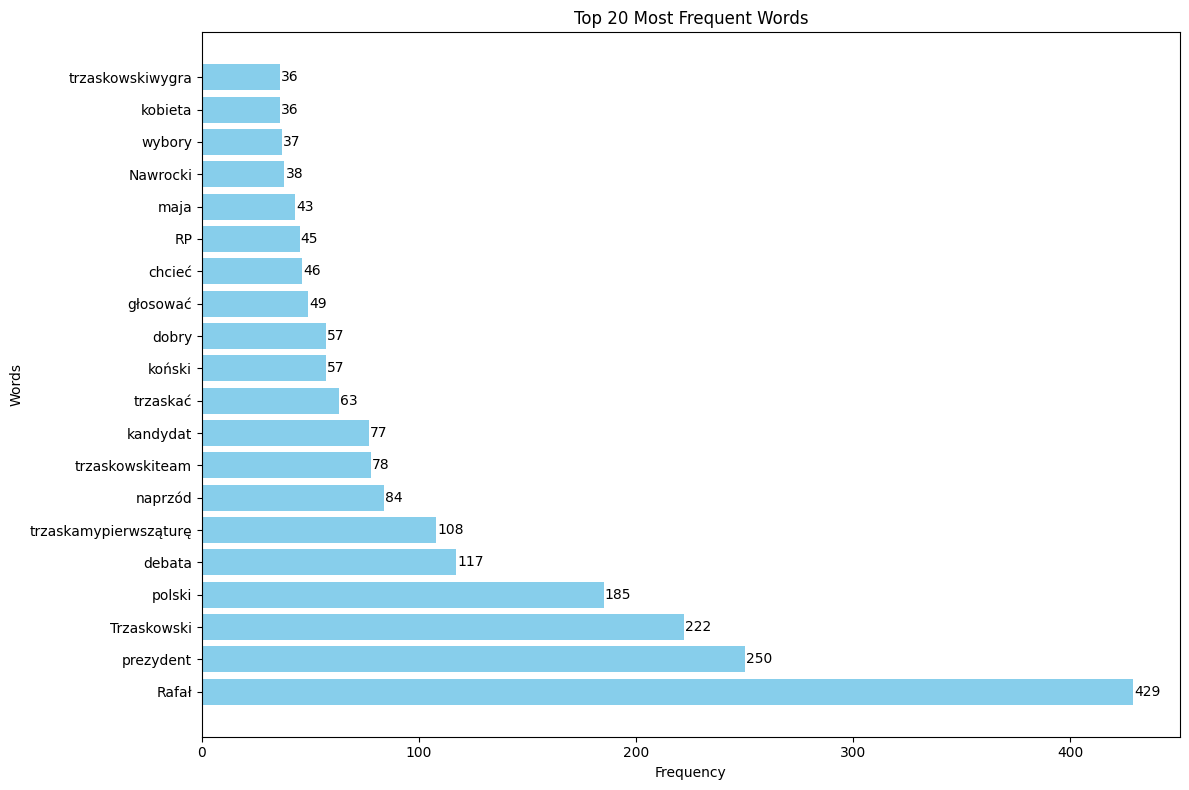 Top 20 Most Frequent Words
trzaskowskiwygra 36
kobieta 36
wybory 37
Nawrocki 38
maja 43
RP 45
chcieć 46
głosować 49
dobry 57
koński 57
trzaskać 63
kandydat 77
trzaskowskiteam 78
naprzód 84
trzaskamypierwsząturę 108
debata 117
polski 185
Trzaskowski 222
prezydent 250
Rafał 429
Words
0 100 200 300 400
Frequency